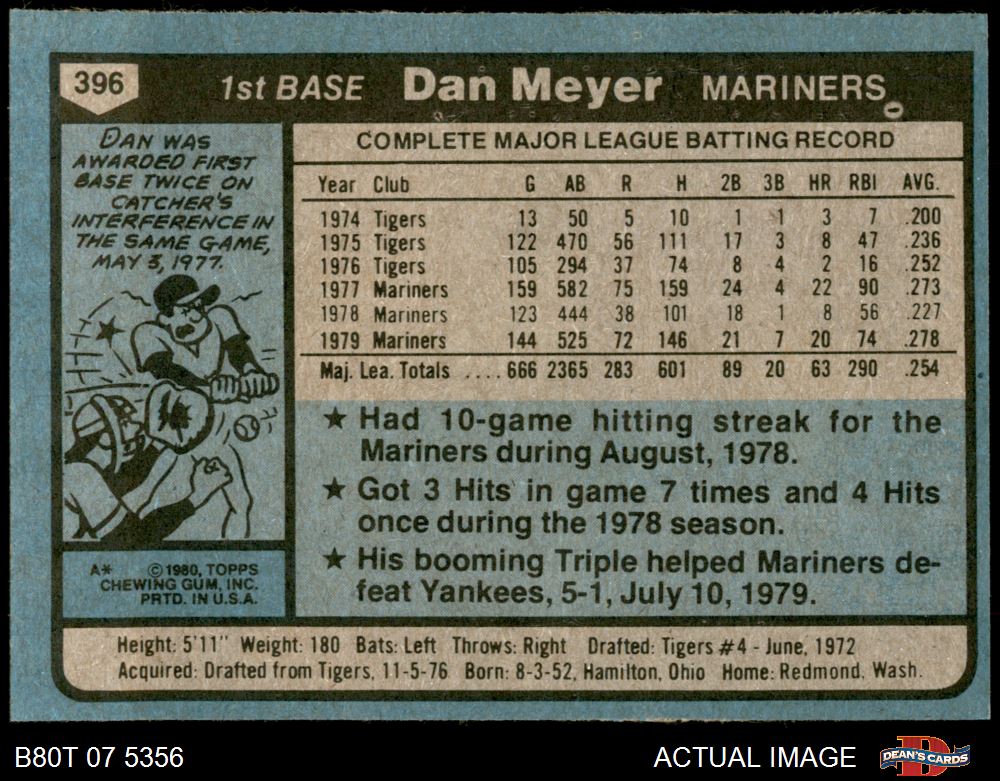 396
1st BASE Dan Meyer MARINERS
DAN WAS
AWARDED FIRST
BASE TWICE ON
CATCHER'S
INTERFERENCE IN
THE SAME GAME,
MAY 3, 1977.
A* ©1980, TOPPS
CHEWING GUM, INC.
PRTD. IN U.S.A.
COMPLETE MAJOR LEAGUE BATTING RECORD
Year Club G AB R H 2B 3B HR RBI AVG.
1974 Tigers 13 50 5 10 1 1 3 7 .200
1975 Tigers 122 470 56 111 17 3 8 47 .236
1976 Tigers 105 294 37 74 8 4 2 16 .252
1977 Mariners 159 582 75 159 24 4 22 90 .273
1978 Mariners 123 444 38 101 18 1 8 56 .227
1979 Mariners 144 525 72 146 21 7 20 74 .278
Maj. Lea. Totals .... 666 2365 283 601 89 20 63 290 .254
★ Had 10-game hitting streak for the
Mariners during August, 1978.
★ Got 3 Hits in game 7 times and 4 Hits
once during the 1978 season.
★ His booming Triple helped Mariners de-
feat Yankees, 5-1, July 10, 1979.
Height: 5'11" Weight: 180 Bats: Left Throws: Right Drafted: Tigers #4 - June, 1972
Acquired: Drafted from Tigers, 11-5-76 Born: 8-3-52, Hamilton, Ohio Home: Redmond, Wash.
B80T 07 5356 ACTUAL IMAGE DEAN'S CARDS